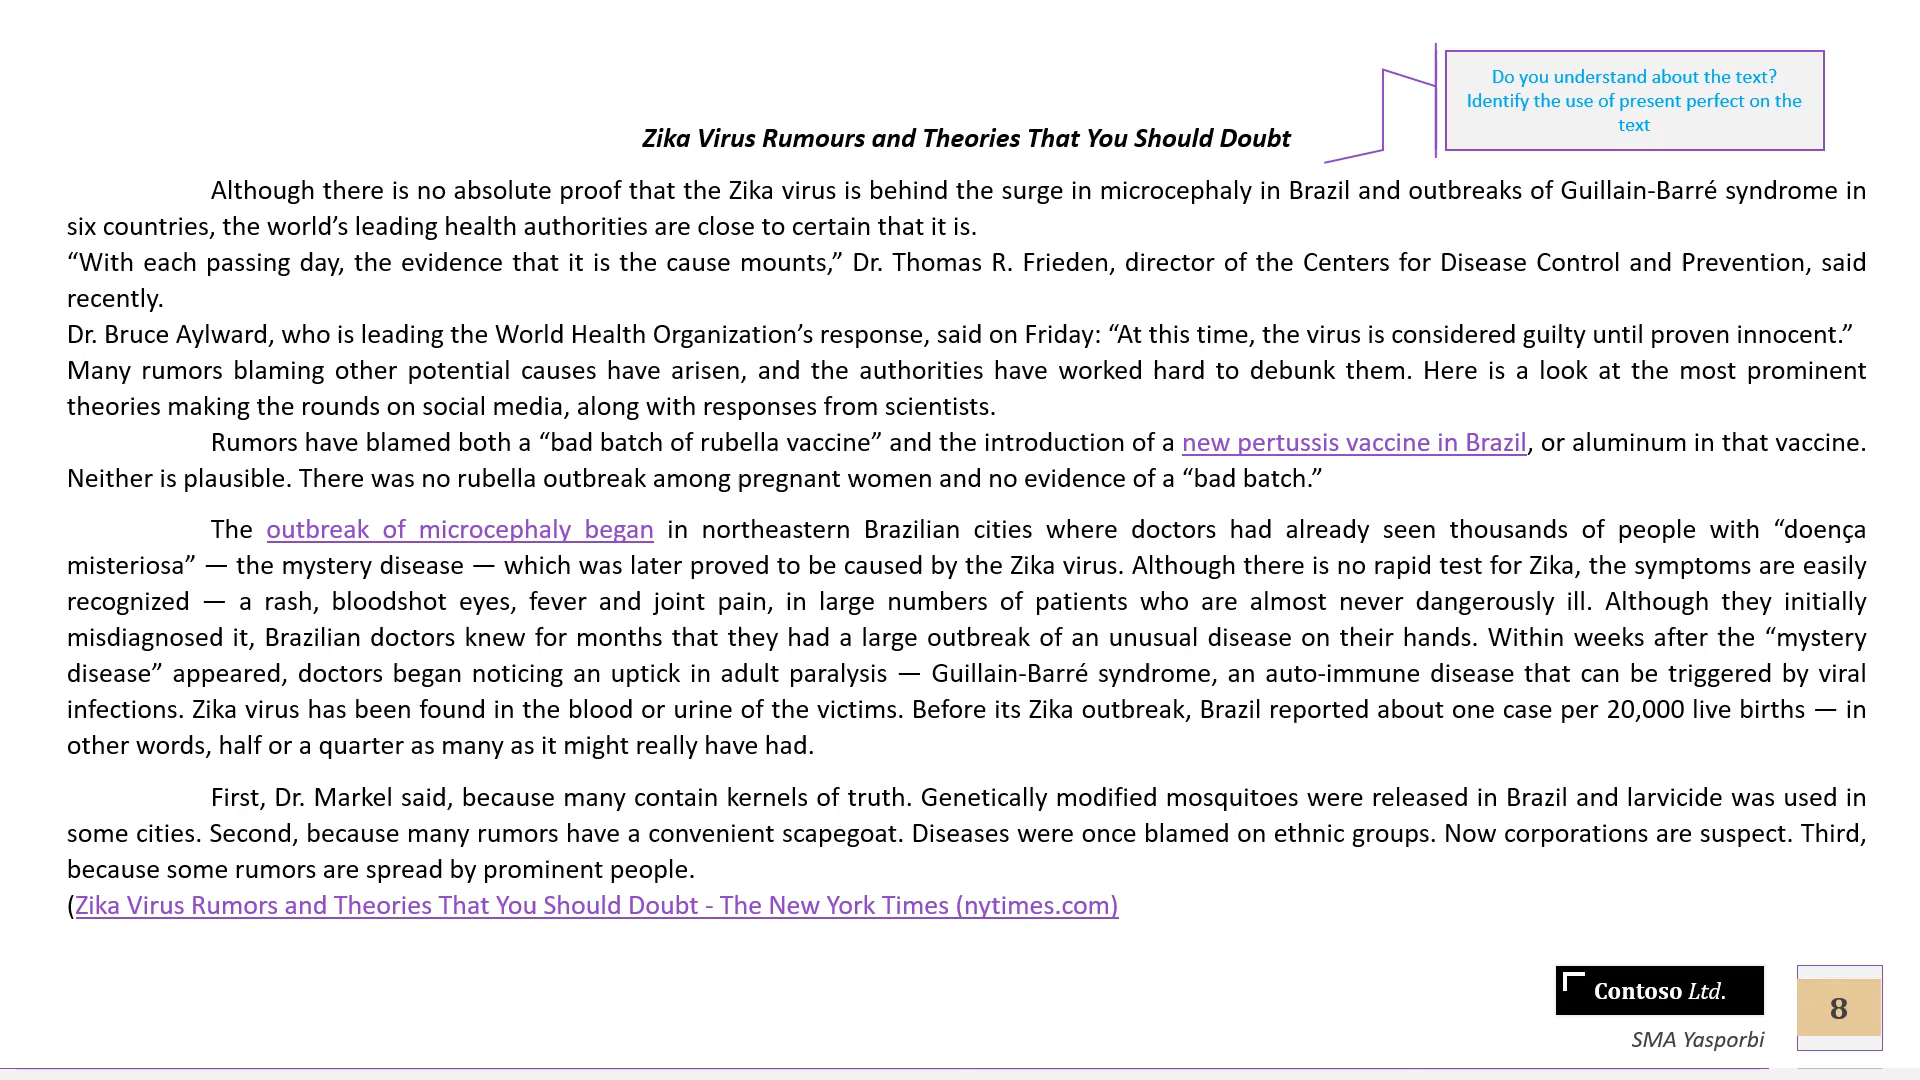 Do you understand about the text?
Identify the use of present perfect on the
text
Zika Virus Rumours and Theories That You Should Doubt
Although there is no absolute proof that the Zika virus is behind the surge in microcephaly in Brazil and outbreaks of Guillain-Barré syndrome in
six countries, the world’s leading health authorities are close to certain that it is.
“With each passing day, the evidence that it is the cause mounts,” Dr. Thomas R. Frieden, director of the Centers for Disease Control and Prevention, said
recently.
Dr. Bruce Aylward, who is leading the World Health Organization’s response, said on Friday: “At this time, the virus is considered guilty until proven innocent.”
Many rumors blaming other potential causes have arisen, and the authorities have worked hard to debunk them. Here is a look at the most prominent
theories making the rounds on social media, along with responses from scientists.
Rumors have blamed both a “bad batch of rubella vaccine” and the introduction of a new pertussis vaccine in Brazil, or aluminum in that vaccine.
Neither is plausible. There was no rubella outbreak among pregnant women and no evidence of a “bad batch.”
The outbreak of microcephaly began in northeastern Brazilian cities where doctors had already seen thousands of people with “doença
misteriosa” — the mystery disease — which was later proved to be caused by the Zika virus. Although there is no rapid test for Zika, the symptoms are easily
recognized — a rash, bloodshot eyes, fever and joint pain, in large numbers of patients who are almost never dangerously ill. Although they initially
misdiagnosed it, Brazilian doctors knew for months that they had a large outbreak of an unusual disease on their hands. Within weeks after the “mystery
disease” appeared, doctors began noticing an uptick in adult paralysis — Guillain-Barré syndrome, an auto-immune disease that can be triggered by viral
infections. Zika virus has been found in the blood or urine of the victims. Before its Zika outbreak, Brazil reported about one case per 20,000 live births — in
other words, half or a quarter as many as it might really have had.
First, Dr. Markel said, because many contain kernels of truth. Genetically modified mosquitoes were released in Brazil and larvicide was used in
some cities. Second, because many rumors have a convenient scapegoat. Diseases were once blamed on ethnic groups. Now corporations are suspect. Third,
because some rumors are spread by prominent people.
(Zika Virus Rumors and Theories That You Should Doubt - The New York Times (nytimes.com)
Contoso Ltd.
SMA Yasporbi
8